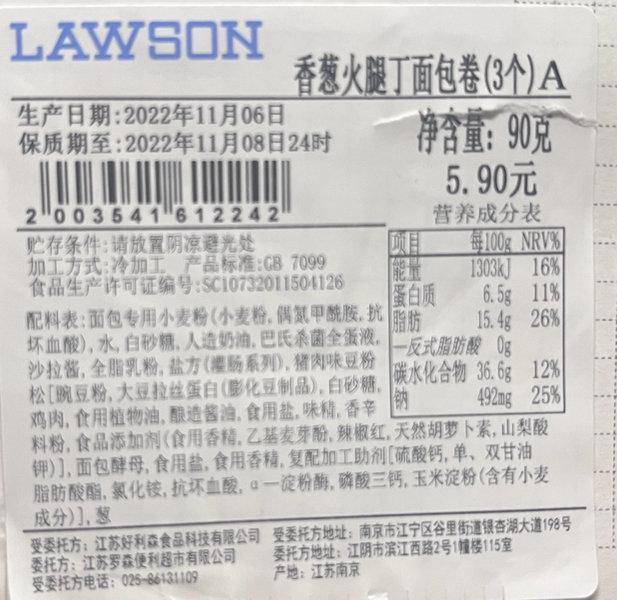 LAWSON
香葱火腿丁面包卷(3个)A
生产日期:2022年11月06日
保质期至:2022年11月08日24时
净含量: 90克
5.90元
2 003541 612242
营养成分表
项目 每100g NRV%
能量 1303kJ 16%
蛋白质 6.5g 11%
脂肪 15.4g 26%
—反式脂肪酸 0g
碳水化合物 36.6g 12%
钠 492mg 25%
贮存条件:请放置阴凉避光处
加工方式:冷加工 产品标准:GB 7099
食品生产许可证编号:SC10732011504126
配料表:面包专用小麦粉(小麦粉,偶氮甲酰胺,抗
坏血酸),水,白砂糖,人造奶油,巴氏杀菌全蛋液,
沙拉酱,全脂乳粉,盐方(灌肠系列),猪肉味豆粉
松[豌豆粉,大豆拉丝蛋白(膨化豆制品),白砂糖,
鸡肉,食用植物油,酿造酱油,食用盐,味精,香辛
料粉,食品添加剂(食用香精,乙基麦芽酚,辣椒红,天然胡萝卜素,山梨酸
钾)],面包酵母,食用盐,食用香精,复配加工助剂[硫酸钙,单、双甘油
脂肪酸酯,氯化铵,抗坏血酸,α—淀粉酶,磷酸三钙,玉米淀粉(含有小麦
成分)],葱
受委托方: 江苏好利森食品科技有限公司 受委托方地址: 南京市江宁区谷里街道银杏湖大道198号
委托方: 江苏罗森便利超市有限公司 委托方地址: 江阴市滨江西路2号1幢楼115室
受委托方电话: 025-86131109 产地: 江苏南京